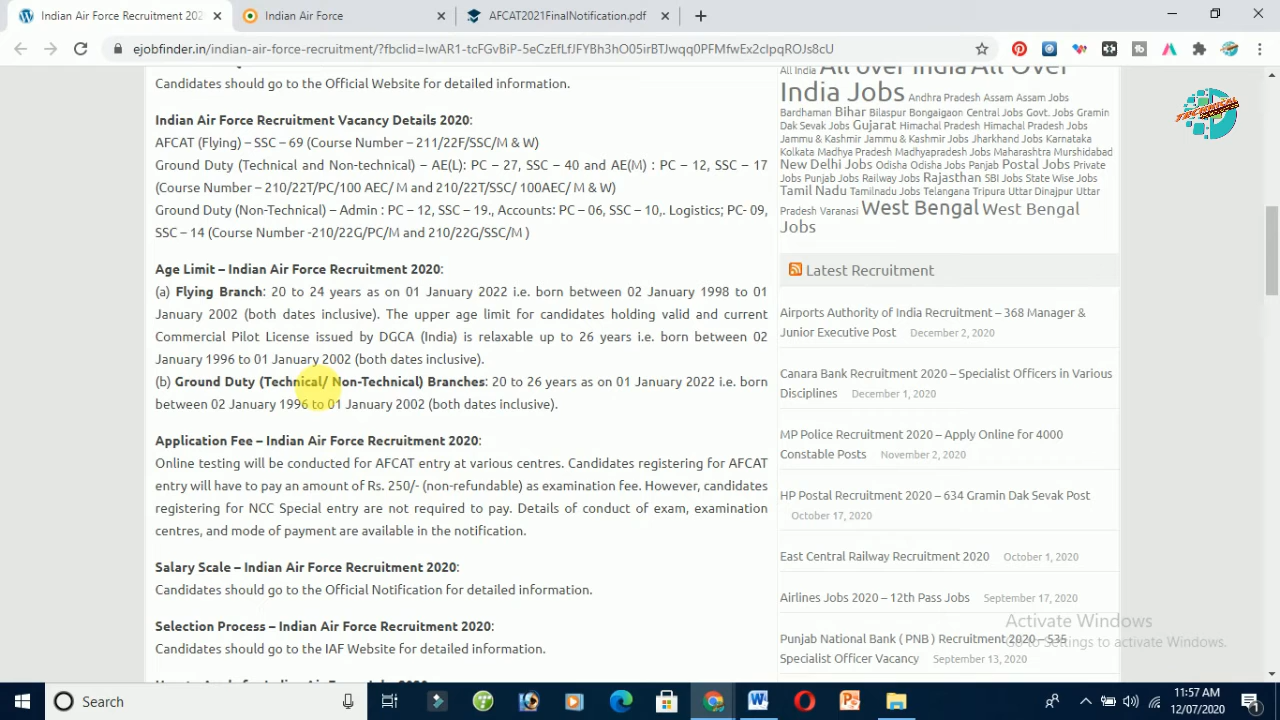 Indian Air Force Recruitment 202
Indian Air Force
AFCAT2021FinalNotification.pdf
ejobfinder.in/indian-air-force-recruitment/?fbclid=IwAR1-tcFGvBiP-5eCzEfLfJFYBh3hO05irBTJwqq0PFMfwEx2cIpqROJs8cU
Candidates should go to the Official Website for detailed information.
Indian Air Force Recruitment Vacancy Details 2020:
AFCAT (Flying) – SSC – 68 (Course Number – 211/22F/SSC/M & W)
Ground Duty (Technical and Nontechnical) – AE(L): PC – 27, SSC – 40 and AE(M) : PC – 12, SSC – 17
(Course Number – 210/22T/PC/100 AEC/ M and 210/22T/SSC/ 100AEC/ M & W)
Ground Duty (Non-Technical) – Admin : PC – 12, SSC – 19., Accounts: PC – 06, SSC – 10,. Logistics; PC- 09,
SSC – 14 (Course Number -210/22G/PC/M and 210/22G/SSC/M )
Age Limit – Indian Air Force Recruitment 2020:
(a) Flying Branch: 20 to 24 years as on 01 January 2022 i.e. born between 02 January 1998 to 01
January 2002 (both dates inclusive). The upper age limit for candidates holding valid and current
Commercial Pilot License issued by DGCA (India) is relaxable up to 26 years i.e. born between 02
January 1996 to 01 January 2002 (both dates inclusive).
(b) Ground Duty (Technical/ Non-Technical) Branches: 20 to 26 years as on 01 January 2022 i.e. born
between 02 January 1996 to 01 January 2002 (both dates inclusive).
Application Fee – Indian Air Force Recruitment 2020:
Online testing will be conducted for AFCAT entry at various centres. Candidates registering for AFCAT
entry will have to pay an amount of Rs. 250/- (non-refundable) as examination fee. However, candidates
registering for NCC Special entry are not required to pay. Details of conduct of exam, examination
centres, and mode of payment are available in the notification.
Salary Scale – Indian Air Force Recruitment 2020:
Candidates should go to the Official Notification for detailed information.
Selection Process – Indian Air Force Recruitment 2020:
Candidates should go to the IAF Website for detailed information.
All India All over India All Over
India Jobs Andhra Pradesh Assam Assam Jobs
Bardhaman Bihar Bilaspur Bongaigaon Central Jobs Govt. Jobs Gramin
Dak Sevak Jobs Gujarat Himachal Pradesh Himachal Pradesh Jobs
Jammu & Kashmir Jammu & Kashmir Jobs Jharkhand Jobs Karnataka
Kolkata Madhya Pradesh Madhyapradesh Jobs Maharashtra Murshidabad
New Delhi Jobs Odisha Odisha Jobs Panjab Postal Jobs Private
Jobs Punjab Jobs Railway Jobs Rajasthan SBI Jobs State Wise Jobs
Tamil Nadu Tamilnadu Jobs Telangana Tripura Uttar Dinajpur Uttar
Pradesh Varanasi West Bengal West Bengal
Jobs
Latest Recruitment
Airports Authority of India Recruitment – 368 Manager &
Junior Executive Post December 2, 2020
Canara Bank Recruitment 2020 – Specialist Officers in Various
Disciplines December 1, 2020
MP Police Recruitment 2020 – Apply Online for 4000
Constable Posts November 2, 2020
HP Postal Recruitment 2020 – 634 Gramin Dak Sevak Post
October 17, 2020
East Central Railway Recruitment 2020 October 1, 2020
Airlines Jobs 2020 – 12th Pass Jobs September 17, 2020
Punjab National Bank ( PNB ) Recruitment 2020 – 535
Specialist Officer Vacancy September 13, 2020
Activate Windows
Go to Settings to activate Windows.
Search
11:57 AM
12/07/2020